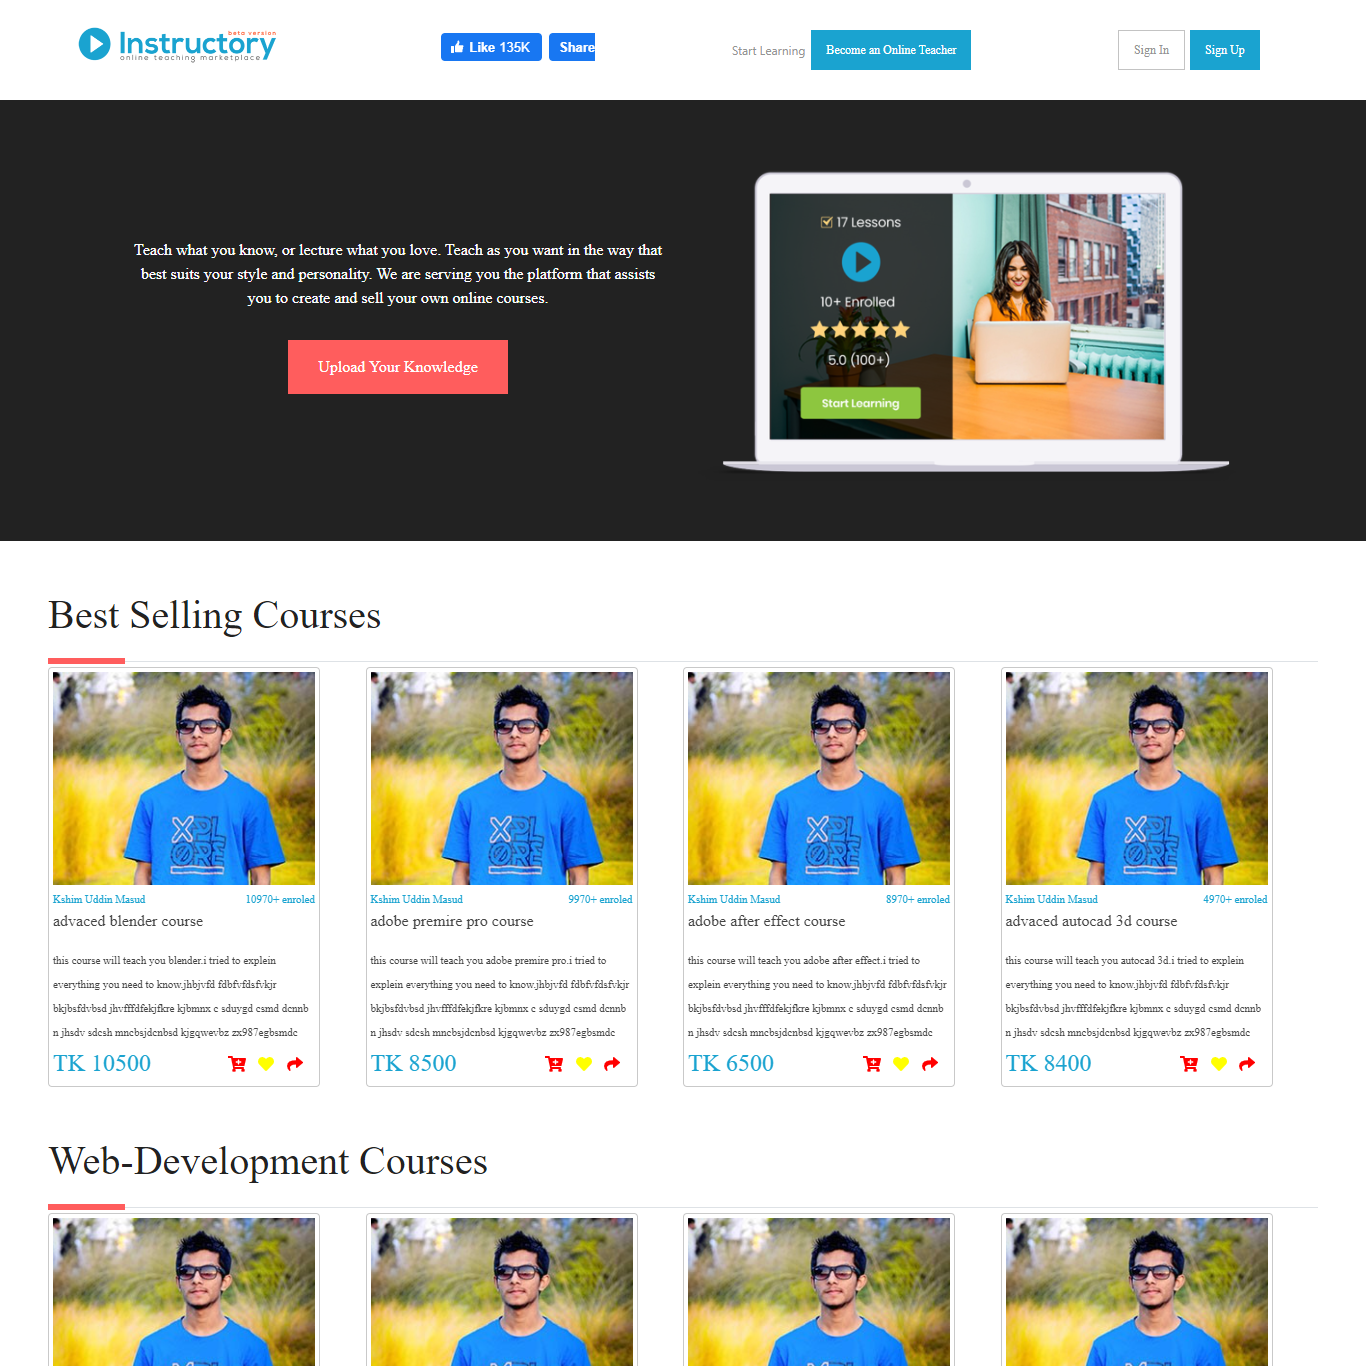 beta version
Instructory
online teaching marketplace
Like 135K
Share
Start Learning
Become an Online Teacher
Sign In
Sign Up
Teach what you know, or lecture what you love. Teach as you want in the way that
best suits your style and personality. We are serving you the platform that assists
you to create and sell your own online courses.
Upload Your Knowledge
17 Lessons
10+ Enrolled
5.0 (100+)
Start Learning
Best Selling Courses
XPL
ORE
Kshim Uddin Masud
10970+ enroled
advaced blender course
this course will teach you blender.i tried to explein
everything you need to know.jhbjvfd fdbfvfdsfvkjr
bkjbsfdvbsd jhvfffdfekjfkre kjbmnx c sduygd csmd dcnnb
n jhsdv sdcsh mncbsjdcnbsd kjgqwevbz zx987egbsmdc
TK 10500
XPL
ORE
Kshim Uddin Masud
9970+ enroled
adobe premire pro course
this course will teach you adobe premire pro.i tried to
explein everything you need to know.jhbjvfd fdbfvfdsfvkjr
bkjbsfdvbsd jhvfffdfekjfkre kjbmnx c sduygd csmd dcnnb
n jhsdv sdcsh mncbsjdcnbsd kjgqwevbz zx987egbsmdc
TK 8500
XPL
ORE
Kshim Uddin Masud
8970+ enroled
adobe after effect course
this course will teach you adobe after effect.i tried to
explein everything you need to know.jhbjvfd fdbfvfdsfvkjr
bkjbsfdvbsd jhvfffdfekjfkre kjbmnx c sduygd csmd dcnnb
n jhsdv sdcsh mncbsjdcnbsd kjgqwevbz zx987egbsmdc
TK 6500
XPL
ORE
Kshim Uddin Masud
4970+ enroled
advaced autocad 3d course
this course will teach you autocad 3d.i tried to explein
everything you need to know.jhbjvfd fdbfvfdsfvkjr
bkjbsfdvbsd jhvfffdfekjfkre kjbmnx c sduygd csmd dcnnb
n jhsdv sdcsh mncbsjdcnbsd kjgqwevbz zx987egbsmdc
TK 8400
Web-Development Courses